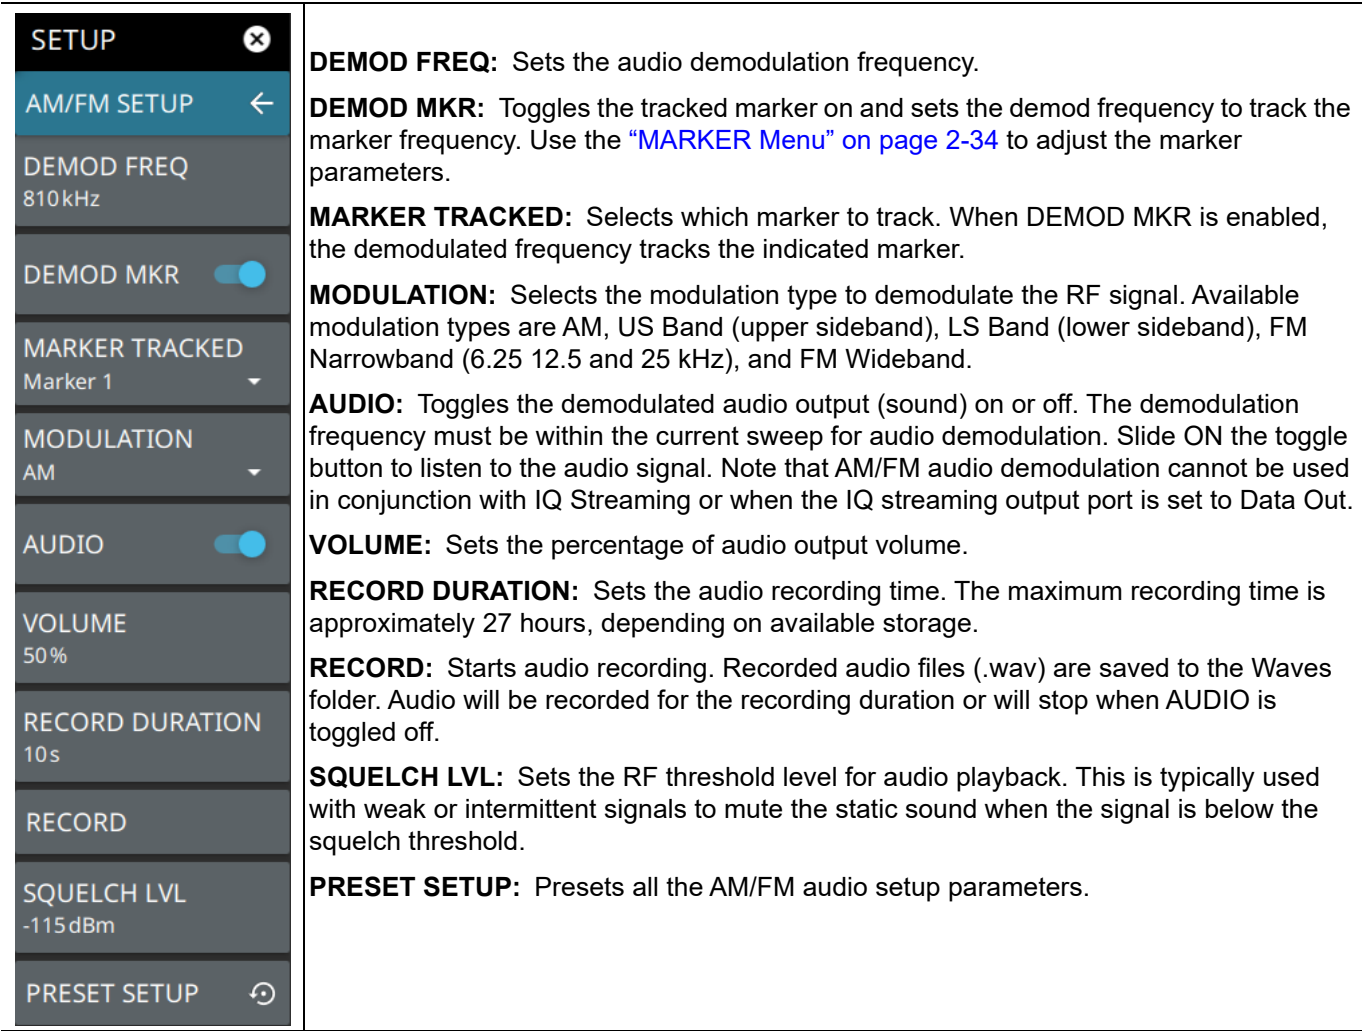 SETUP
AM/FM SETUP
DEMOD FREQ
810 kHz
DEMOD MKR
MARKER TRACKED
Marker 1
MODULATION
AM
AUDIO
VOLUME
50 %
RECORD DURATION
10 s
RECORD
SQUELCH LVL
-115 dBm
PRESET SETUP
DEMOD FREQ: Sets the audio demodulation frequency.
DEMOD MKR: Toggles the tracked marker on and sets the demod frequency to track the
marker frequency. Use the “MARKER Menu” on page 2-34 to adjust the marker
parameters.
MARKER TRACKED: Selects which marker to track. When DEMOD MKR is enabled,
the demodulated frequency tracks the indicated marker.
MODULATION: Selects the modulation type to demodulate the RF signal. Available
modulation types are AM, US Band (upper sideband), LS Band (lower sideband), FM
Narrowband (6.25 12.5 and 25 kHz), and FM Wideband.
AUDIO: Toggles the demodulated audio output (sound) on or off. The demodulation
frequency must be within the current sweep for audio demodulation. Slide ON the toggle
button to listen to the audio signal. Note that AM/FM audio demodulation cannot be used
in conjunction with IQ Streaming or when the IQ streaming output port is set to Data Out.
VOLUME: Sets the percentage of audio output volume.
RECORD DURATION: Sets the audio recording time. The maximum recording time is
approximately 27 hours, depending on available storage.
RECORD: Starts audio recording. Recorded audio files (.wav) are saved to the Waves
folder. Audio will be recorded for the recording duration or will stop when AUDIO is
toggled off.
SQUELCH LVL: Sets the RF threshold level for audio playback. This is typically used
with weak or intermittent signals to mute the static sound when the signal is below the
squelch threshold.
PRESET SETUP: Presets all the AM/FM audio setup parameters.